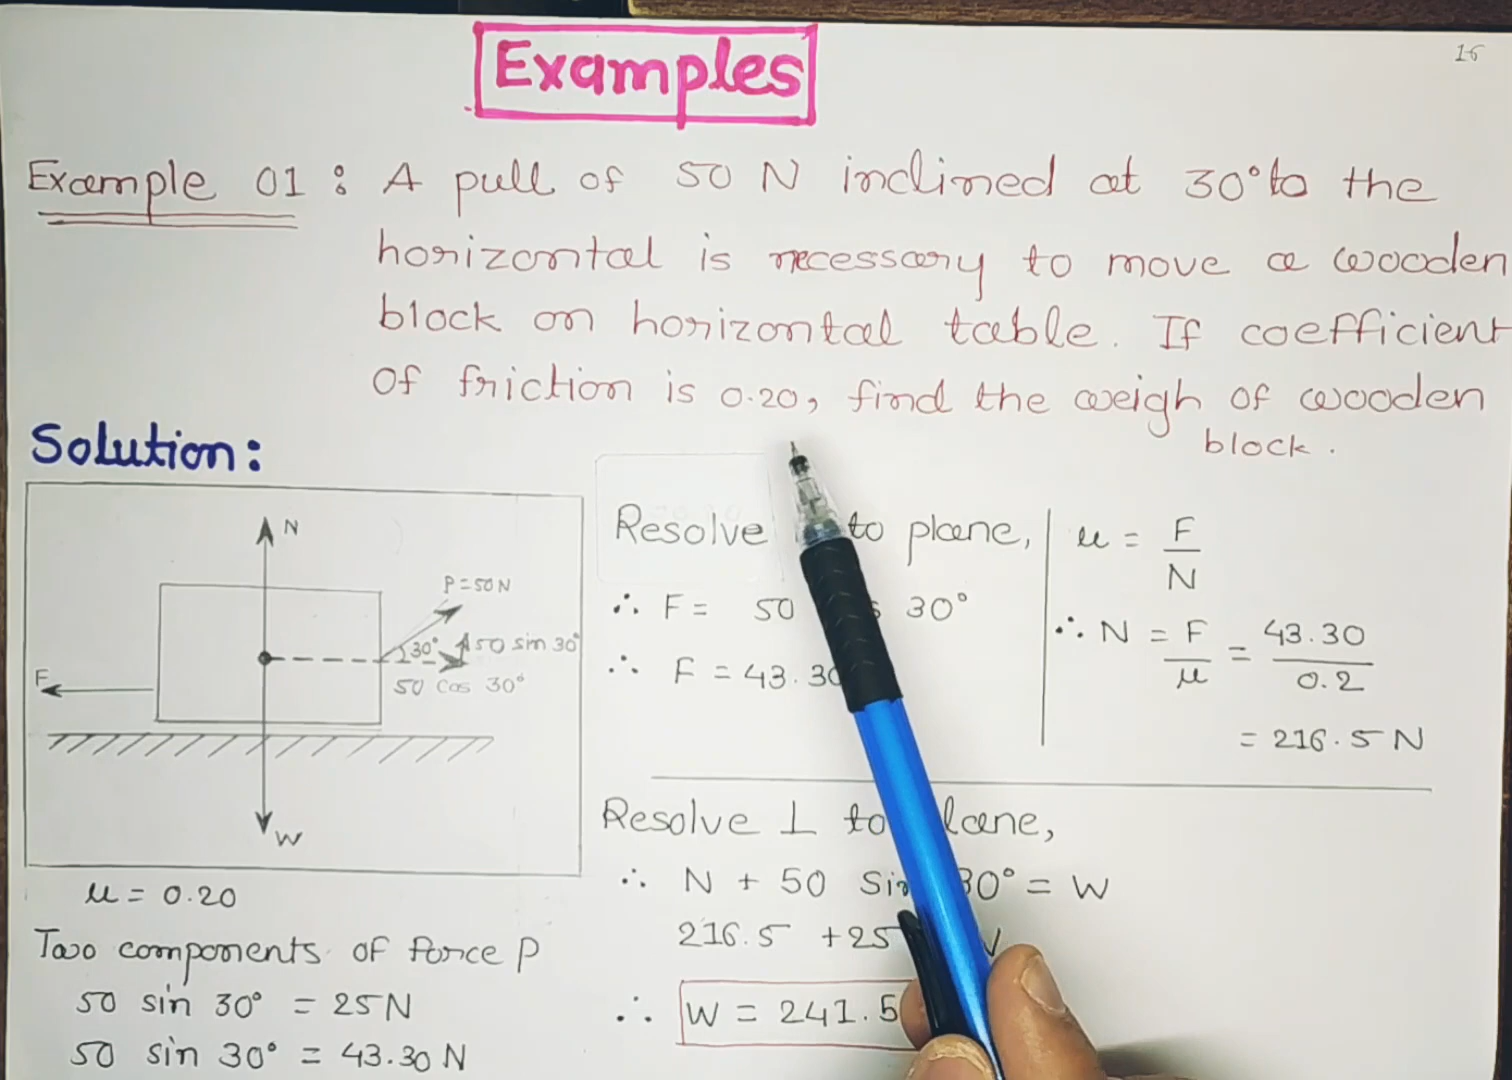 16
Examples
Example 01 : A pull of 50 N inclined at 30° to the
horizontal is necessary to move a wooden
block on horizontal table. If coefficient
of friction is 0.20, find the weigh of wooden
block.
Solution:
N
P = 50 N
30°
50 sin 30°
50 cos 30°
F
W
μ = 0.20
Two components of force P
50 sin 30° = 25 N
50 sin 30° = 43.30 N
Resolve to plane,
∴ F = 50 30°
∴ F = 43.30
μ = F / N
∴ N = F / μ = 43.30 / 0.2
= 216.5 N
Resolve ⊥ to plane,
∴ N + 50 Sin 30° = W
216.5 + 25
∴ W = 241.5